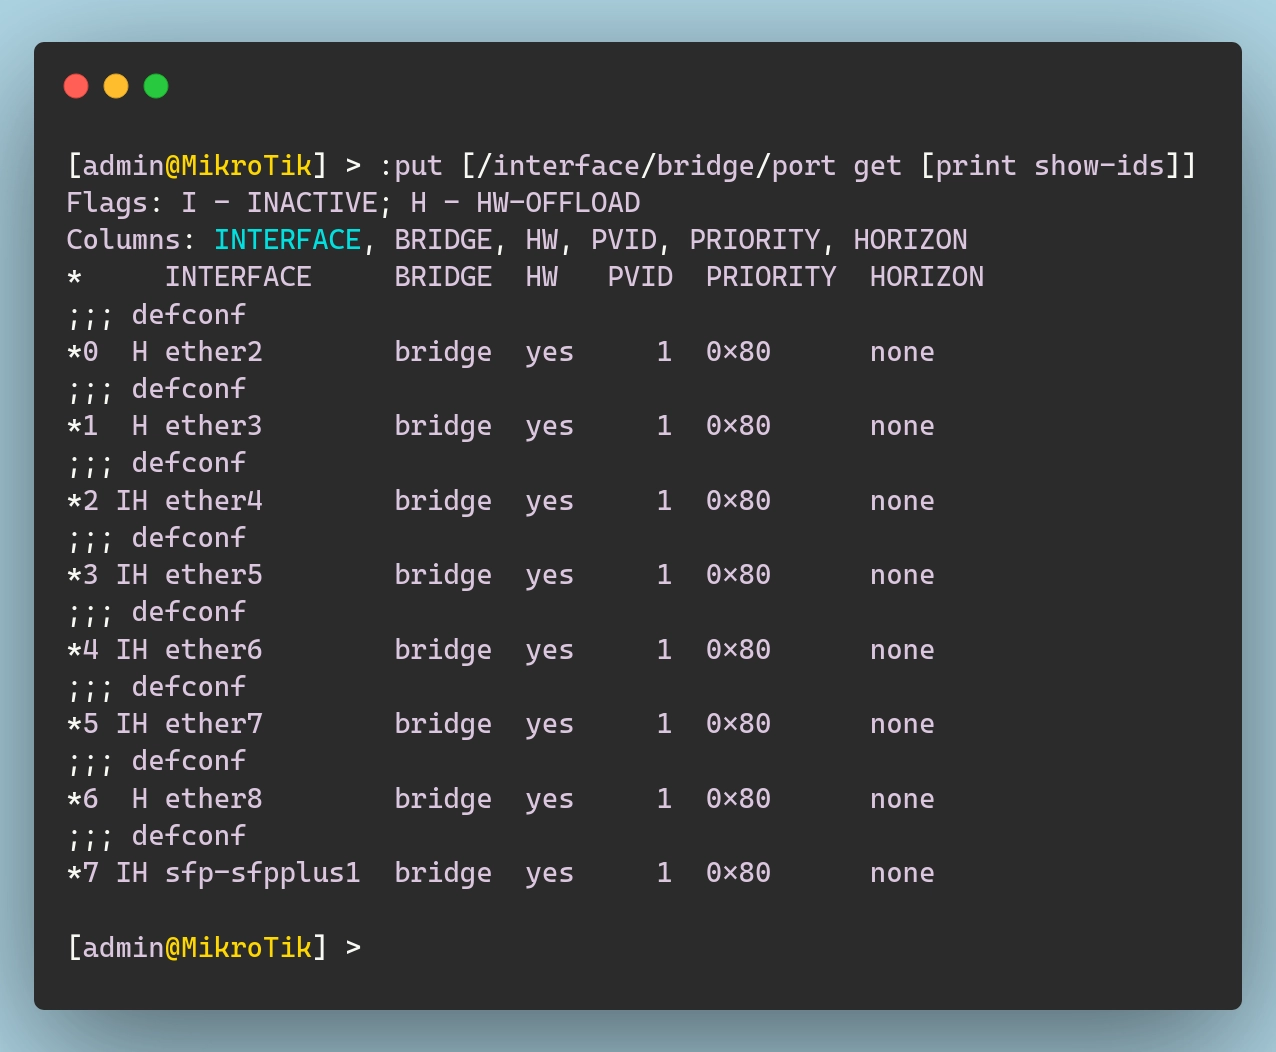 [admin@MikroTik] > :put [/interface/bridge/port get [print show-ids]]
Flags: I - INACTIVE; H - HW-OFFLOAD
Columns: INTERFACE, BRIDGE, HW, PVID, PRIORITY, HORIZON
*     INTERFACE     BRIDGE  HW   PVID  PRIORITY  HORIZON
;;; defconf
*0  H ether2        bridge  yes     1  0x80      none
;;; defconf
*1  H ether3        bridge  yes     1  0x80      none
;;; defconf
*2 IH ether4        bridge  yes     1  0x80      none
;;; defconf
*3 IH ether5        bridge  yes     1  0x80      none
;;; defconf
*4 IH ether6        bridge  yes     1  0x80      none
;;; defconf
*5 IH ether7        bridge  yes     1  0x80      none
;;; defconf
*6  H ether8        bridge  yes     1  0x80      none
;;; defconf
*7 IH sfp-sfpplus1  bridge  yes     1  0x80      none
[admin@MikroTik] >